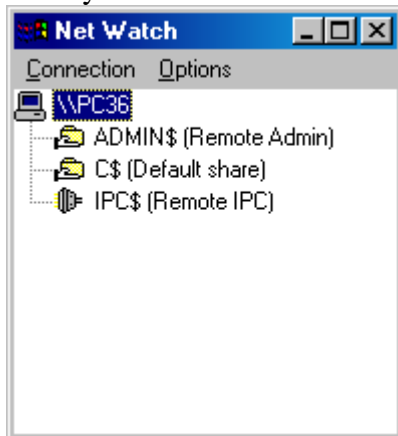 Net Watch
Connection Options
\\PC36
ADMIN$ (Remote Admin)
C$ (Default share)
IPC$ (Remote IPC)